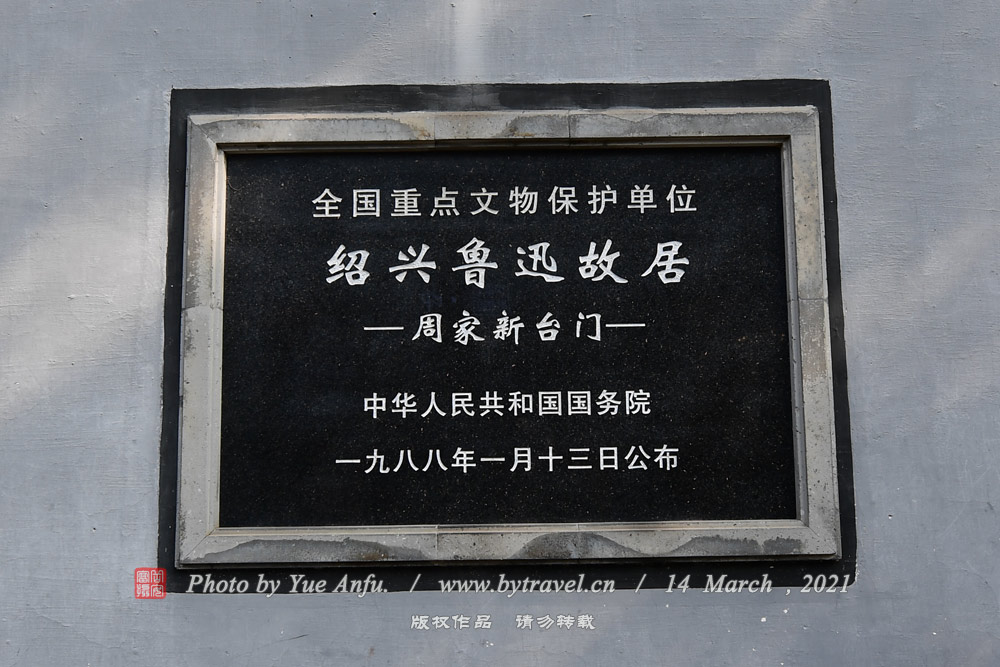 全国重点文物保护单位
绍兴鲁迅故居
—周家新台门—
中华人民共和国国务院
一九八八年一月十三日公布
Photo by Yue Anfu. / www.bytravel.cn / 14 March , 2021
版权作品 请勿转载